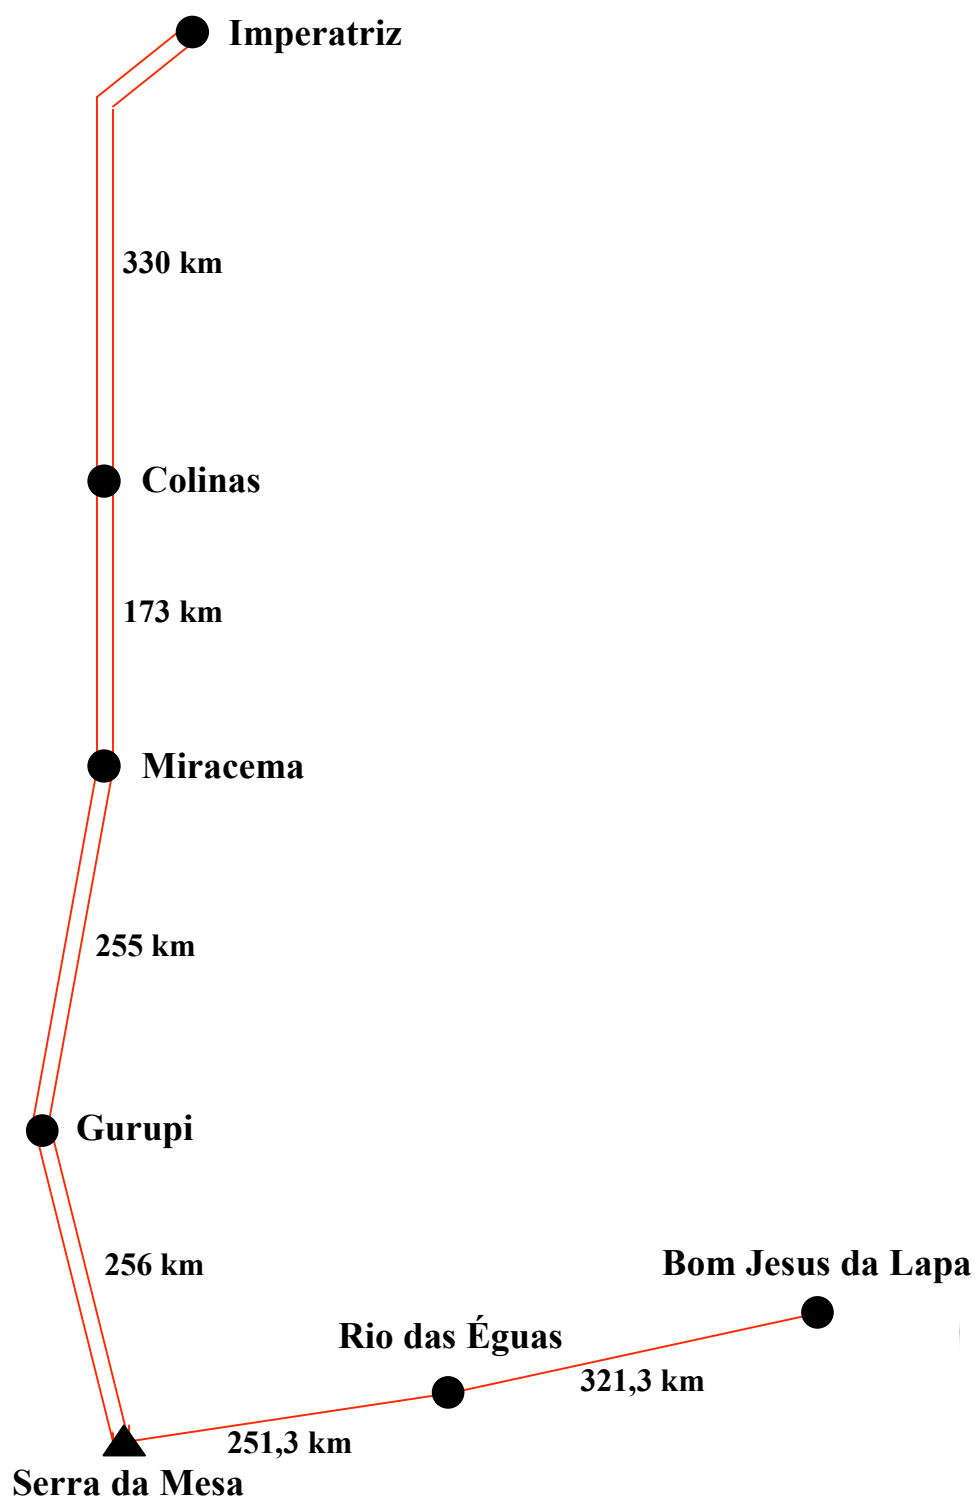 Imperatriz
330 km
Colinas
173 km
Miracema
255 km
Gurupi
256 km
Bom Jesus da Lapa
Rio das Éguas
321,3 km
251,3 km
Serra da Mesa